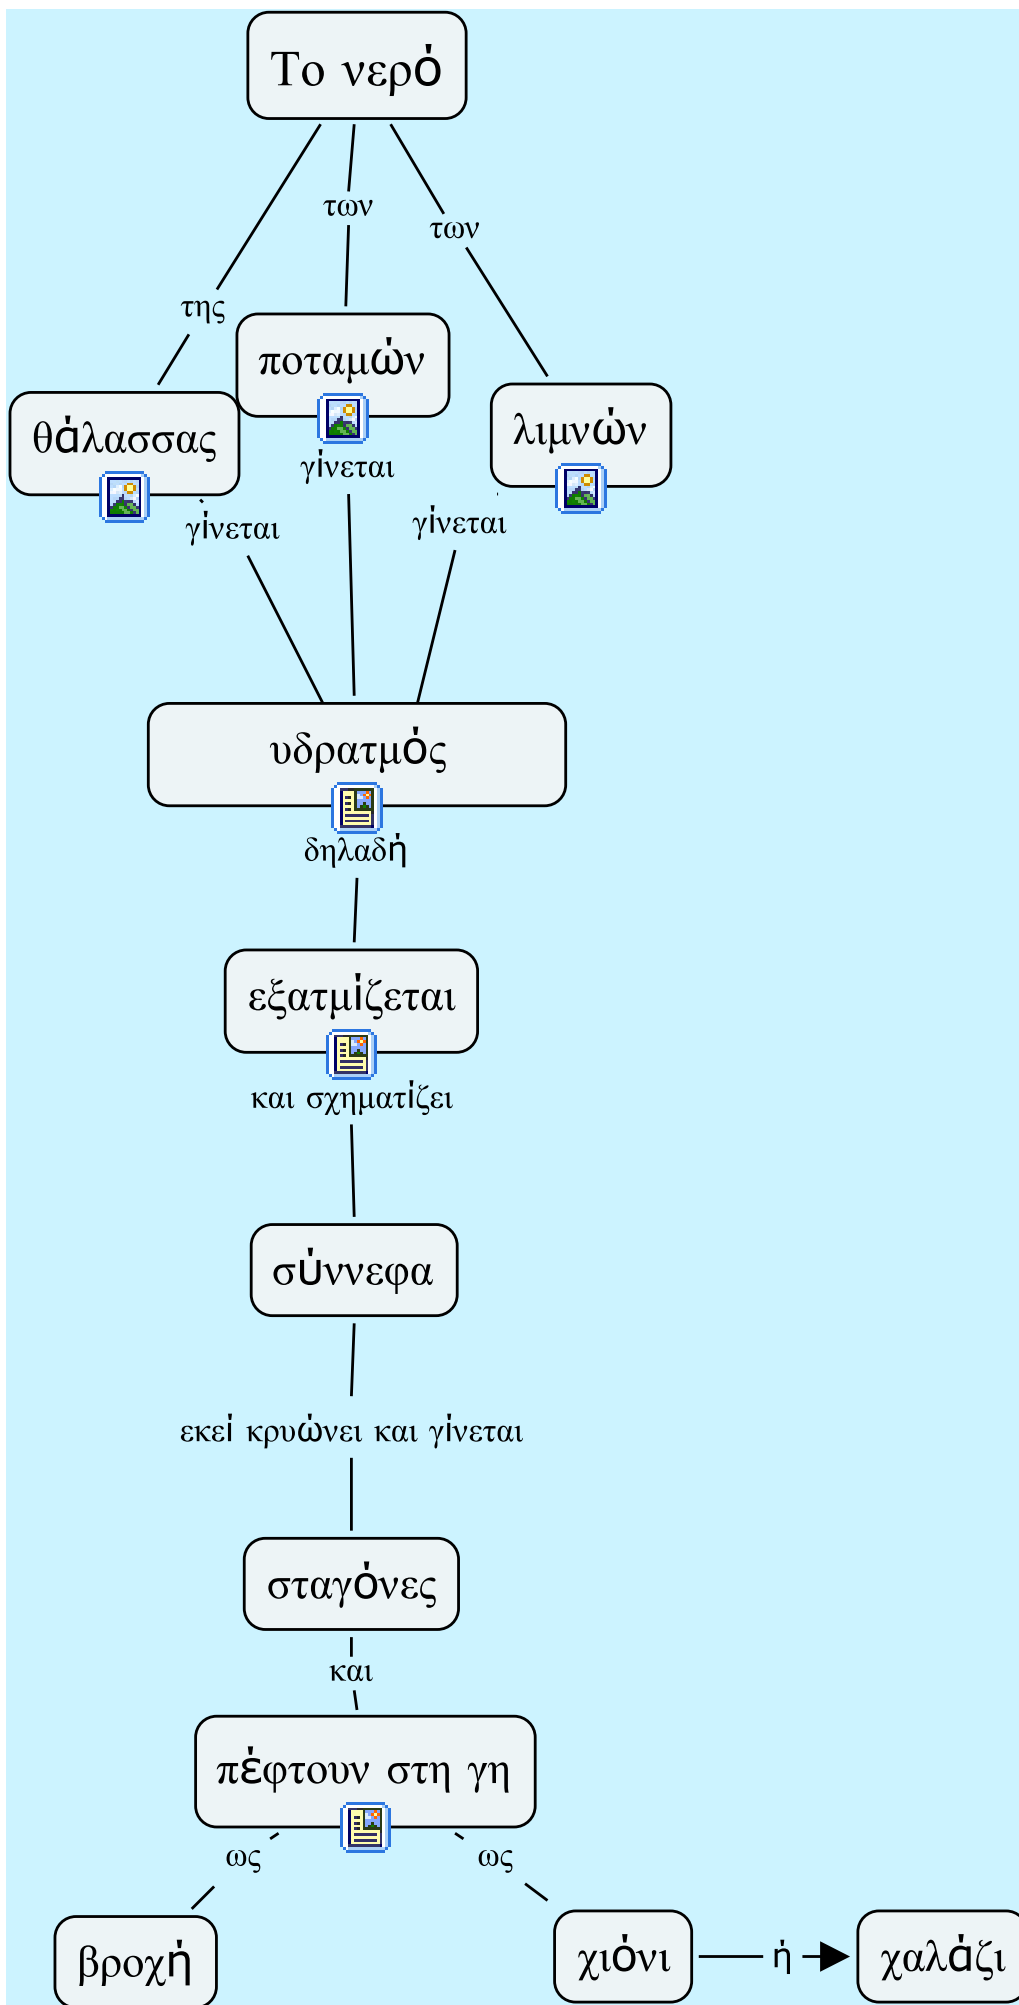 Το νερό
των
των
της
ποταμών
θάλασσας
λιμνών
γίνεται
γίνεται
γίνεται
υδρατμός
δηλαδή
εξατμίζεται
και σχηματίζει
σύννεφα
εκεί κρυώνει και γίνεται
σταγόνες
και
πέφτουν στη γη
ως
ως
βροχή
χιόνι
ή
χαλάζι